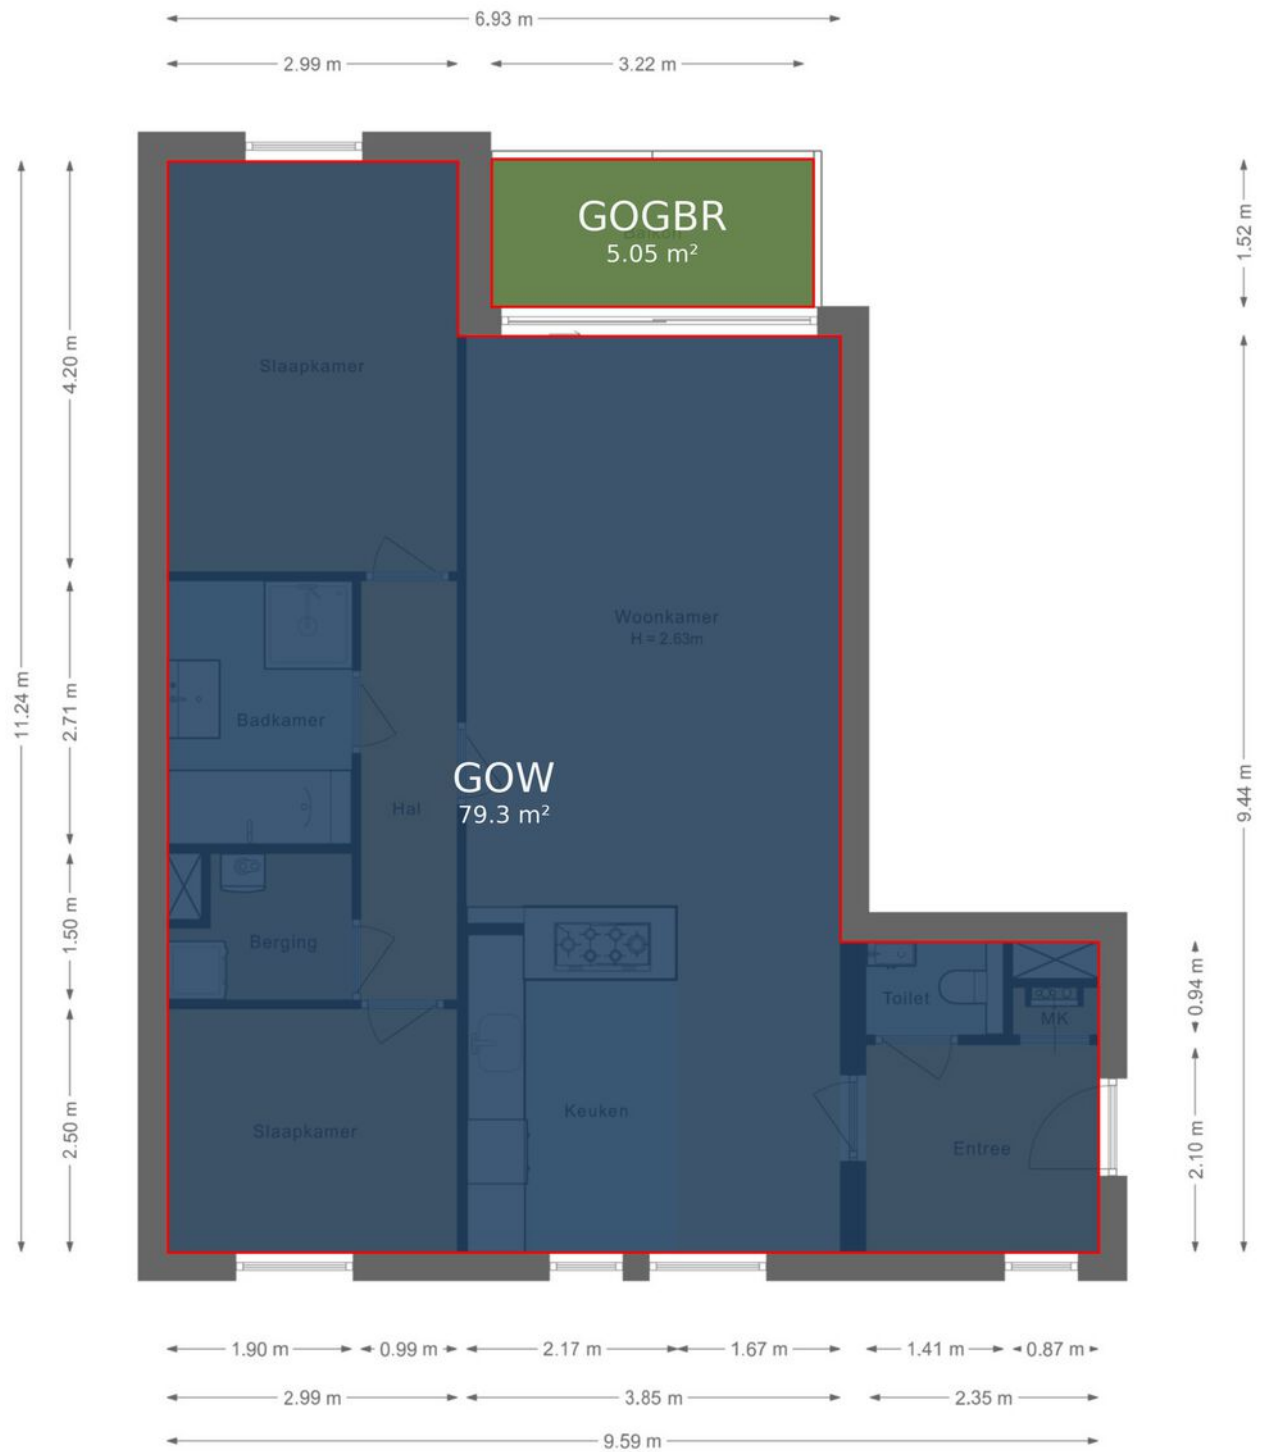 6.93 m
2.99 m
3.22 m
GOGBR
5.05 m²
1.52 m
11.24 m
4.20 m
Slaapkamer
Woonkamer
H = 2.63m
2.71 m
Badkamer
GOW
79.3 m²
Hal
9.44 m
1.50 m
Berging
Toilet
MK
0.94 m
2.50 m
Slaapkamer
Keuken
Entree
2.10 m
1.90 m
0.99 m
2.17 m
1.67 m
1.41 m
0.87 m
2.99 m
3.85 m
2.35 m
9.59 m